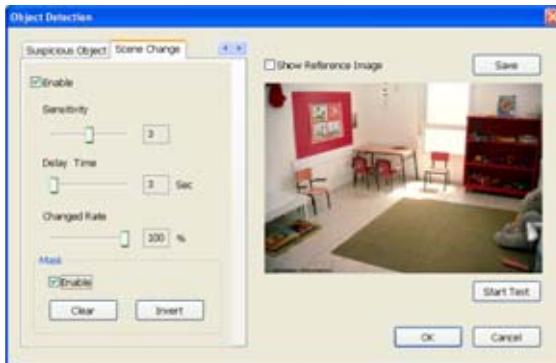 Object Detection
Suspicious Object
Scene Change
Enable
Sensitivity
3
Delay Time
3 Sec
Changed Rate
100 %
Mask
Enable
Clear
Invert
Show Reference Image
Save
Start Test
OK
Cancel